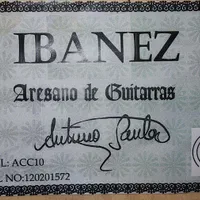 IBANEZ
Aresano de Guitarras
L: ACC10
L NO:120201572